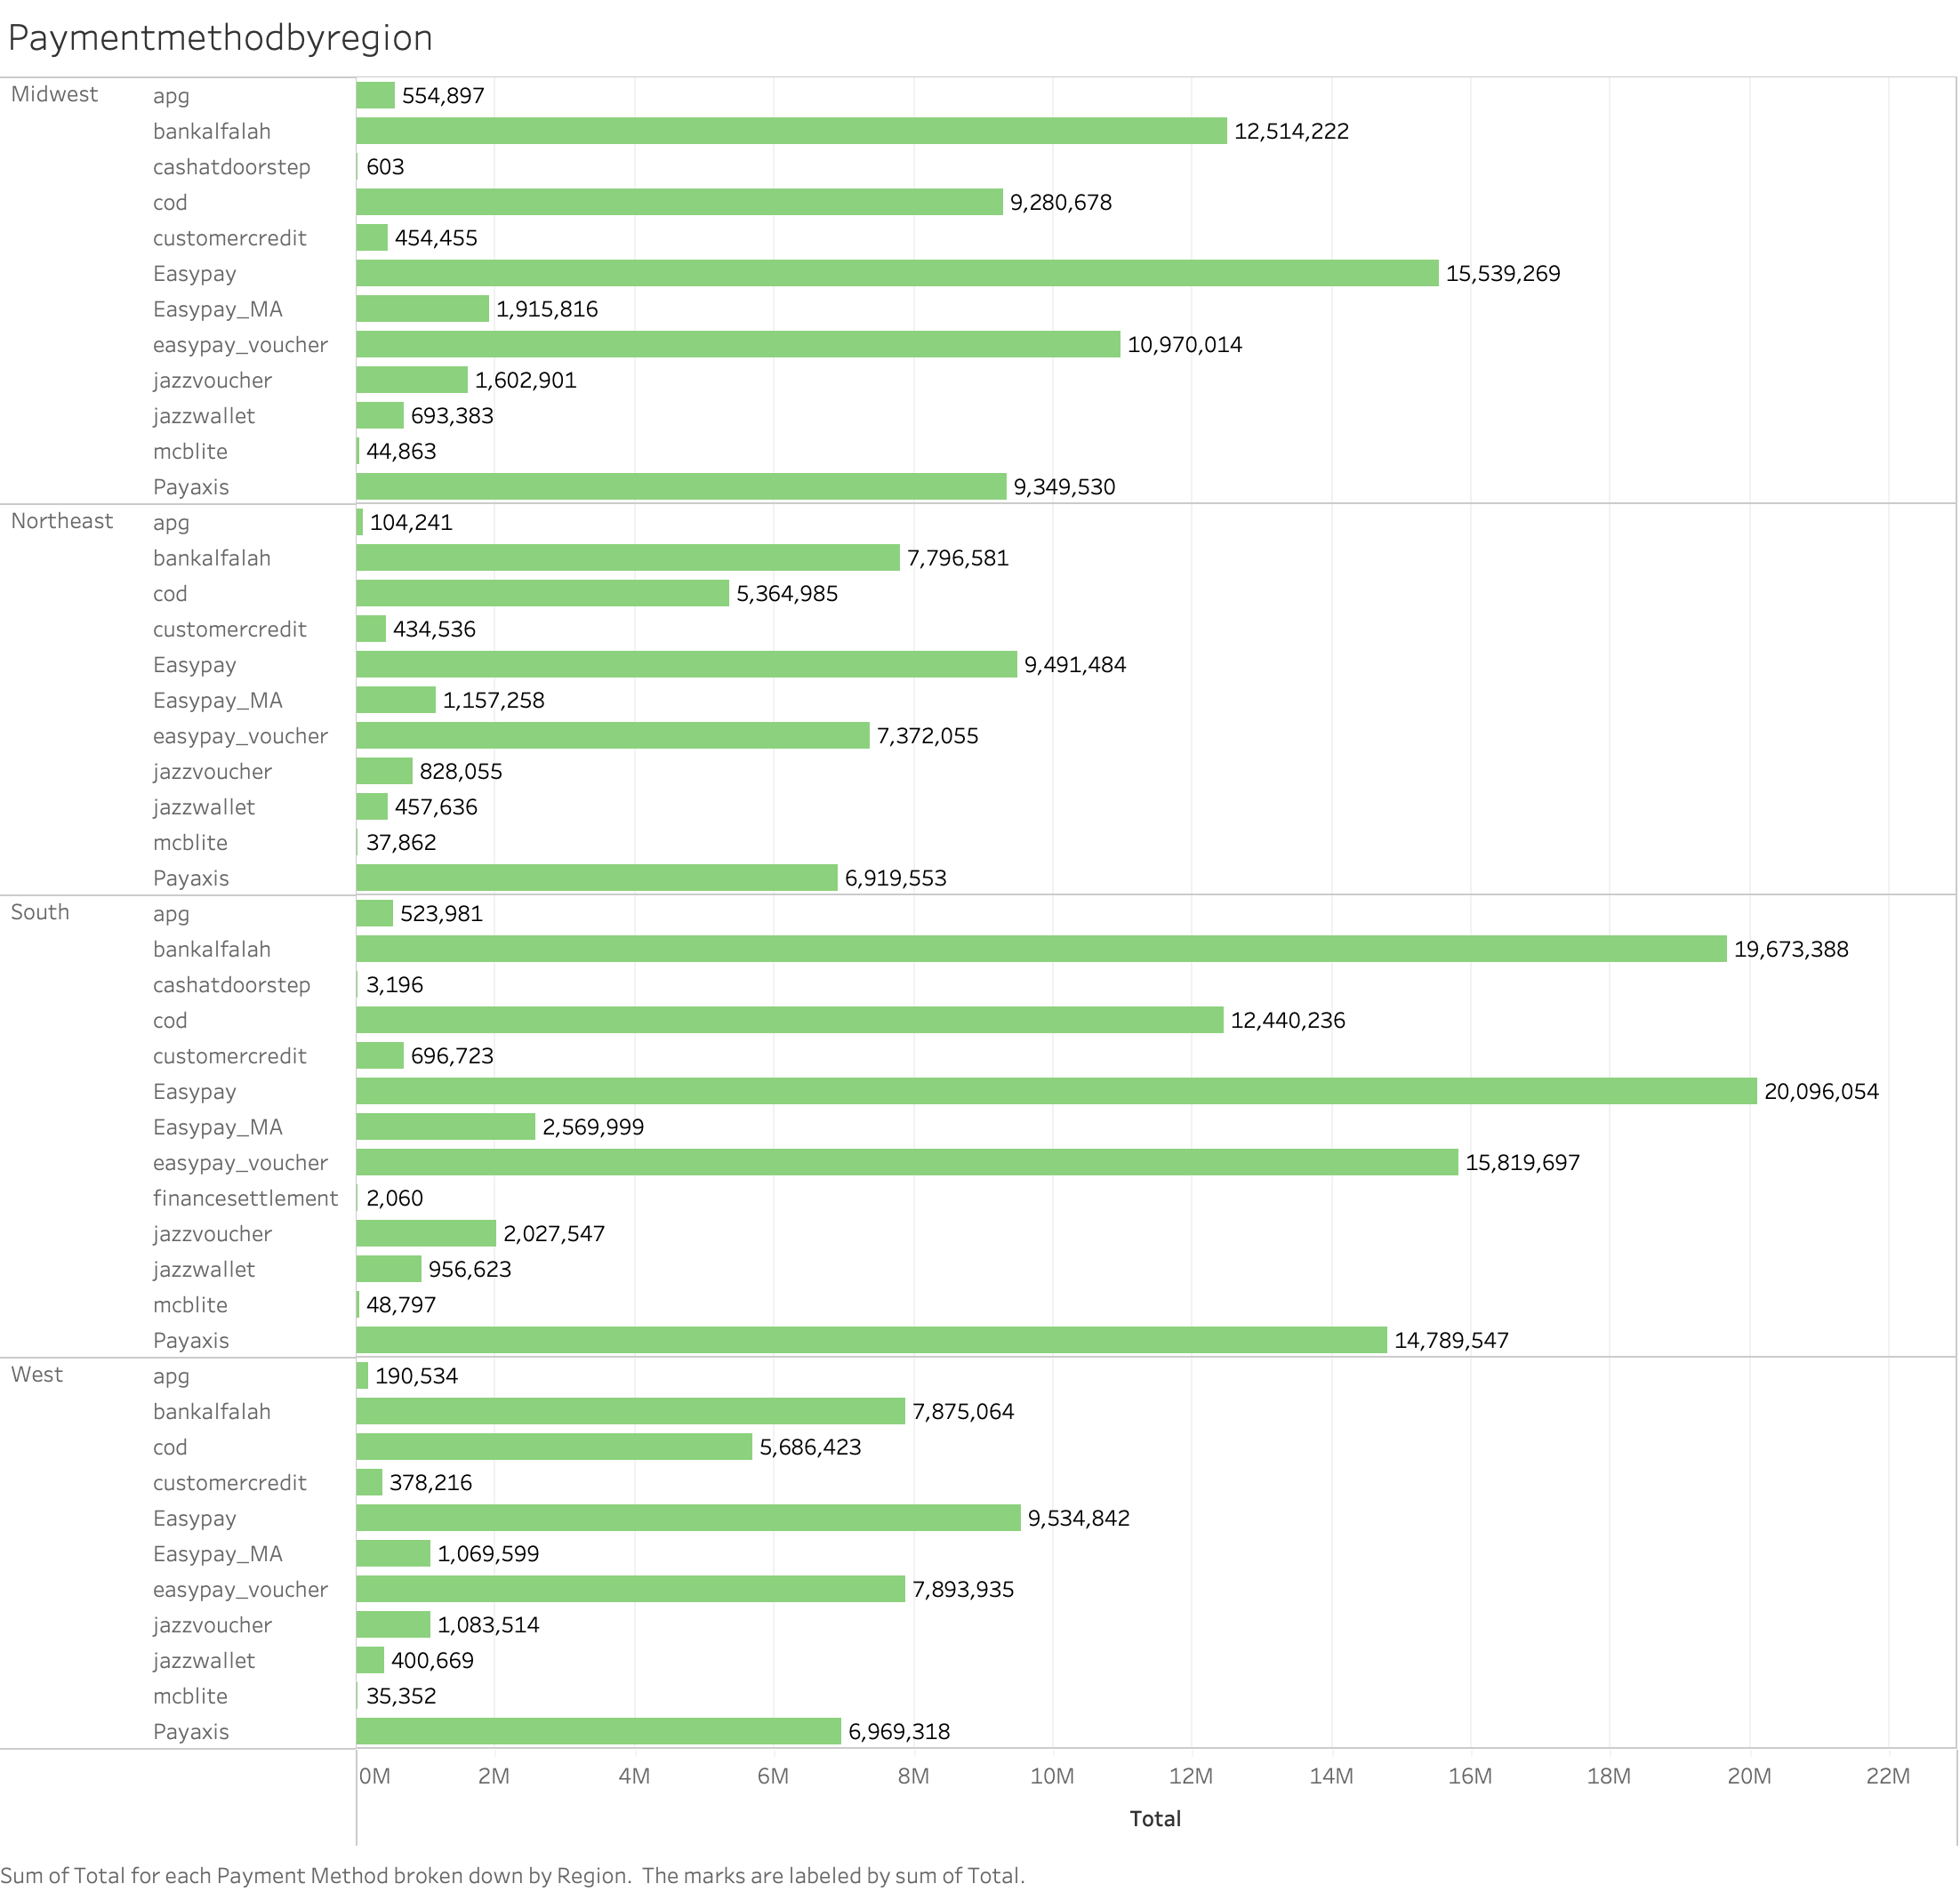 Paymentmethodbyregion
Midwest apg 554,897
bankalfalah 12,514,222
cashatdoorstep 603
cod 9,280,678
customercredit 454,455
Easypay 15,539,269
Easypay_MA 1,915,816
easypay_voucher 10,970,014
jazzvoucher 1,602,901
jazzwallet 693,383
mcblite 44,863
Payaxis 9,349,530
Northeast apg 104,241
bankalfalah 7,796,581
cod 5,364,985
customercredit 434,536
Easypay 9,491,484
Easypay_MA 1,157,258
easypay_voucher 7,372,055
jazzvoucher 828,055
jazzwallet 457,636
mcblite 37,862
Payaxis 6,919,553
South apg 523,981
bankalfalah 19,673,388
cashatdoorstep 3,196
cod 12,440,236
customercredit 696,723
Easypay 20,096,054
Easypay_MA 2,569,999
easypay_voucher 15,819,697
financesettlement 2,060
jazzvoucher 2,027,547
jazzwallet 956,623
mcblite 48,797
Payaxis 14,789,547
West apg 190,534
bankalfalah 7,875,064
cod 5,686,423
customercredit 378,216
Easypay 9,534,842
Easypay_MA 1,069,599
easypay_voucher 7,893,935
jazzvoucher 1,083,514
jazzwallet 400,669
mcblite 35,352
Payaxis 6,969,318
0M 2M 4M 6M 8M 10M 12M 14M 16M 18M 20M 22M
Total
Sum of Total for each Payment Method broken down by Region. The marks are labeled by sum of Total.